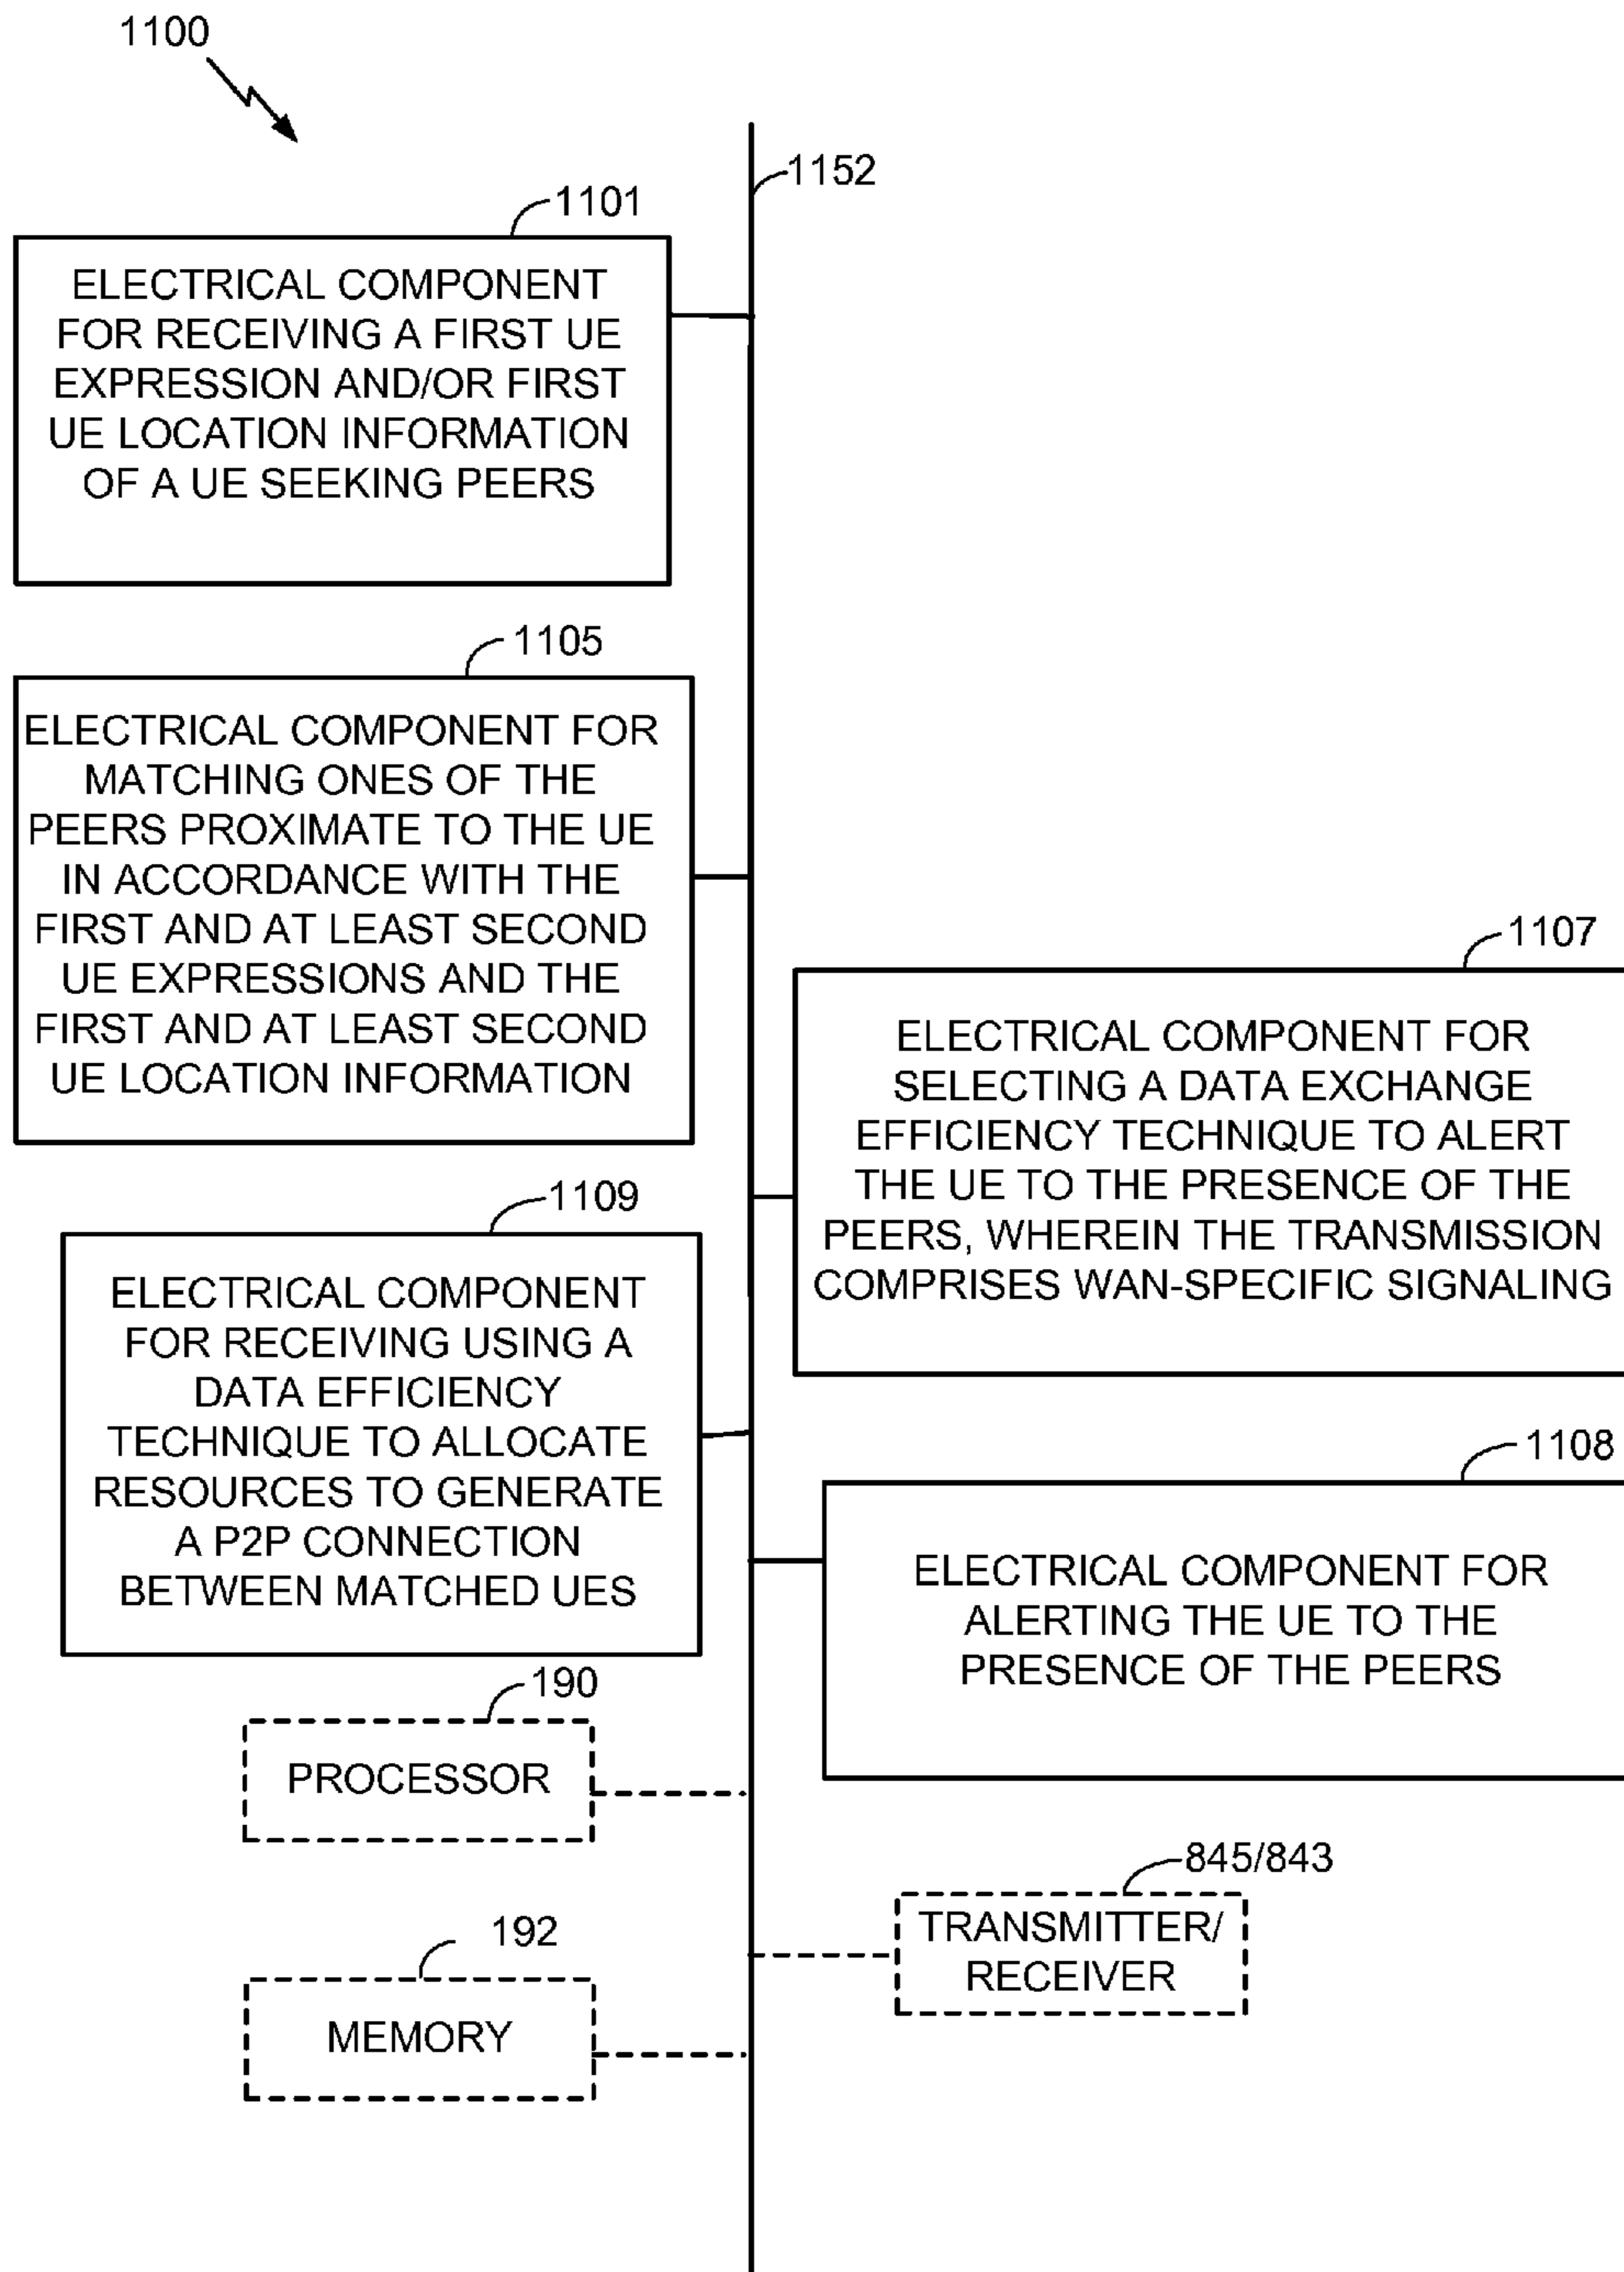 1100
1152
1101
ELECTRICAL COMPONENT
FOR RECEIVING A FIRST UE
EXPRESSION AND/OR FIRST
UE LOCATION INFORMATION
OF A UE SEEKING PEERS
1105
ELECTRICAL COMPONENT FOR
MATCHING ONES OF THE
PEERS PROXIMATE TO THE UE
IN ACCORDANCE WITH THE
FIRST AND AT LEAST SECOND
UE EXPRESSIONS AND THE
FIRST AND AT LEAST SECOND
UE LOCATION INFORMATION
1107
ELECTRICAL COMPONENT FOR
SELECTING A DATA EXCHANGE
EFFICIENCY TECHNIQUE TO ALERT
THE UE TO THE PRESENCE OF THE
PEERS, WHEREIN THE TRANSMISSION
COMPRISES WAN-SPECIFIC SIGNALING
1109
ELECTRICAL COMPONENT
FOR RECEIVING USING A
DATA EFFICIENCY
TECHNIQUE TO ALLOCATE
RESOURCES TO GENERATE
A P2P CONNECTION
BETWEEN MATCHED UES
1108
ELECTRICAL COMPONENT FOR
ALERTING THE UE TO THE
PRESENCE OF THE PEERS
190
PROCESSOR
845/843
TRANSMITTER/
RECEIVER
192
MEMORY